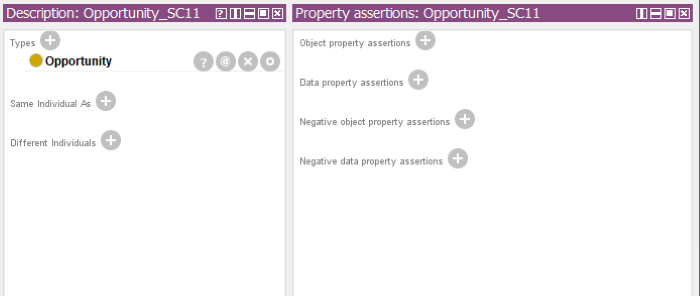 Description: Opportunity_SC11
Types
Opportunity
Same Individual As
Different Individuals
Property assertions: Opportunity_SC11
Object property assertions
Data property assertions
Negative object property assertions
Negative data property assertions